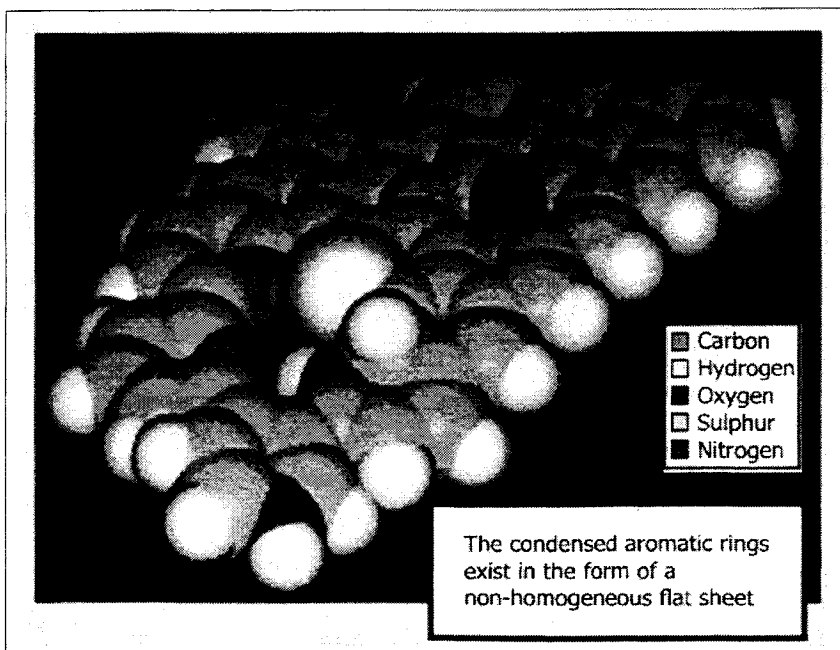 Carbon
Hydrogen
Oxygen
Sulphur
Nitrogen
The condensed aromatic rings
exist in the form of a
non-homogeneous flat sheet